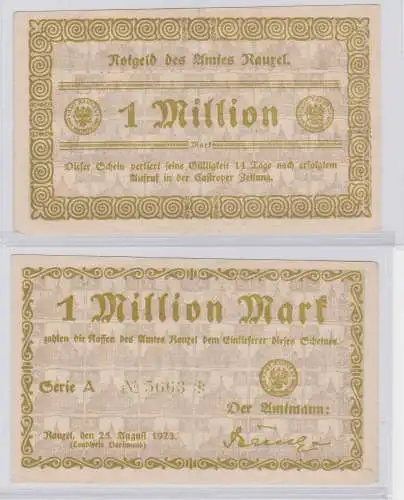 Notgeld des Amtes Rauxel.
1 Million
Mark
Dieser Schein verliert seine Gültigkeit 14 Tage nach erfolgtem
Aufruf in der Castroper Zeitung.
1 Million Mark
zahlen die Kassen des Amtes Rauxel dem Einlieferer dieses Scheines.
Serie A № 5663 *
Der Amtmann:
Rauxel, den 25. August 1923.
(Landkreis Dortmund)